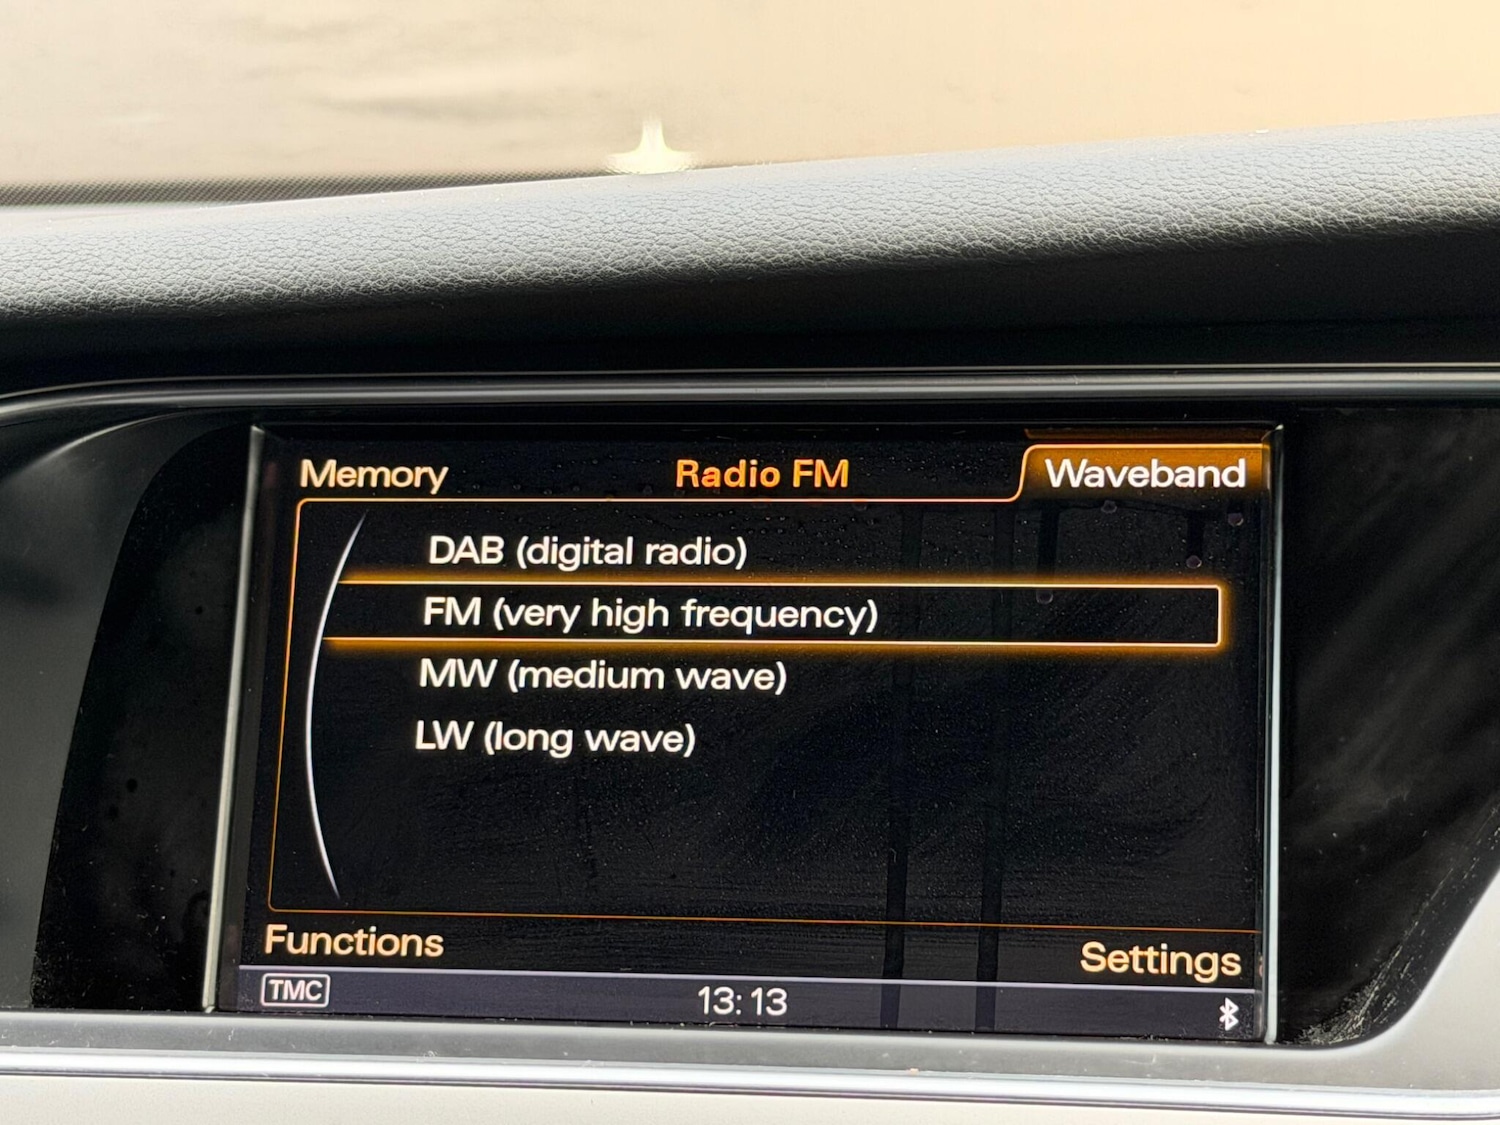 Memory Radio FM Waveband
DAB (digital radio)
FM (very high frequency)
MW (medium wave)
LW (long wave)
Functions Settings
TMC 13:13